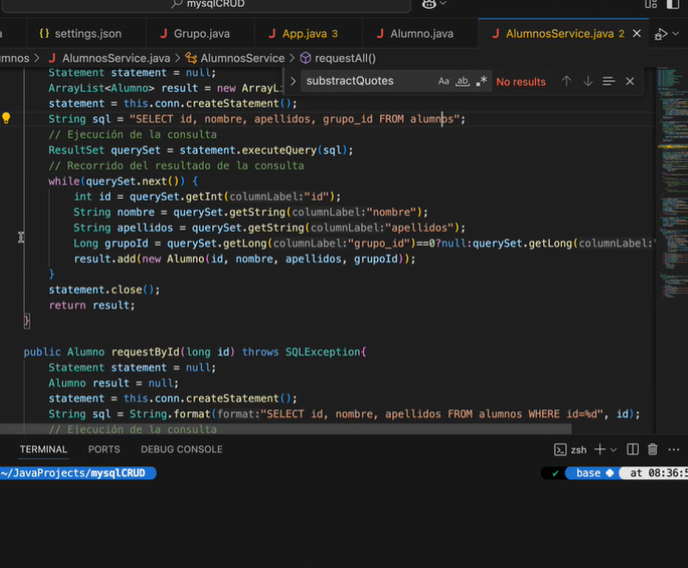 mysqlCRUD
{} settings.json J Grupo.java J App.java 3 J Alumno.java J AlumnosService.java 2
mnos > J AlumnosService.java > AlumnosService > requestAll()
Statement statement = null;
ArrayList<Alumno> result = new ArrayL
substractQuotes Aa ab .* No results
statement = this.conn.createStatement();
String sql = "SELECT id, nombre, apellidos, grupo_id FROM alumnos";
// Ejecución de la consulta
ResultSet querySet = statement.executeQuery(sql);
// Recorrido del resultado de la consulta
while(querySet.next()) {
int id = querySet.getInt(columnLabel:"id");
String nombre = querySet.getString(columnLabel:"nombre");
String apellidos = querySet.getString(columnLabel:"apellidos");
Long grupoId = querySet.getLong(columnLabel:"grupo_id")==0?null:querySet.getLong(columnLabel:"
result.add(new Alumno(id, nombre, apellidos, grupoId));
}
statement.close();
return result;
}
public Alumno requestById(long id) throws SQLException{
Statement statement = null;
Alumno result = null;
statement = this.conn.createStatement();
String sql = String.format(format:"SELECT id, nombre, apellidos FROM alumnos WHERE id=%d", id);
// Ejecución de la consulta
TERMINAL PORTS DEBUG CONSOLE zsh
~/JavaProjects/mysqlCRUD base at 08:36:5